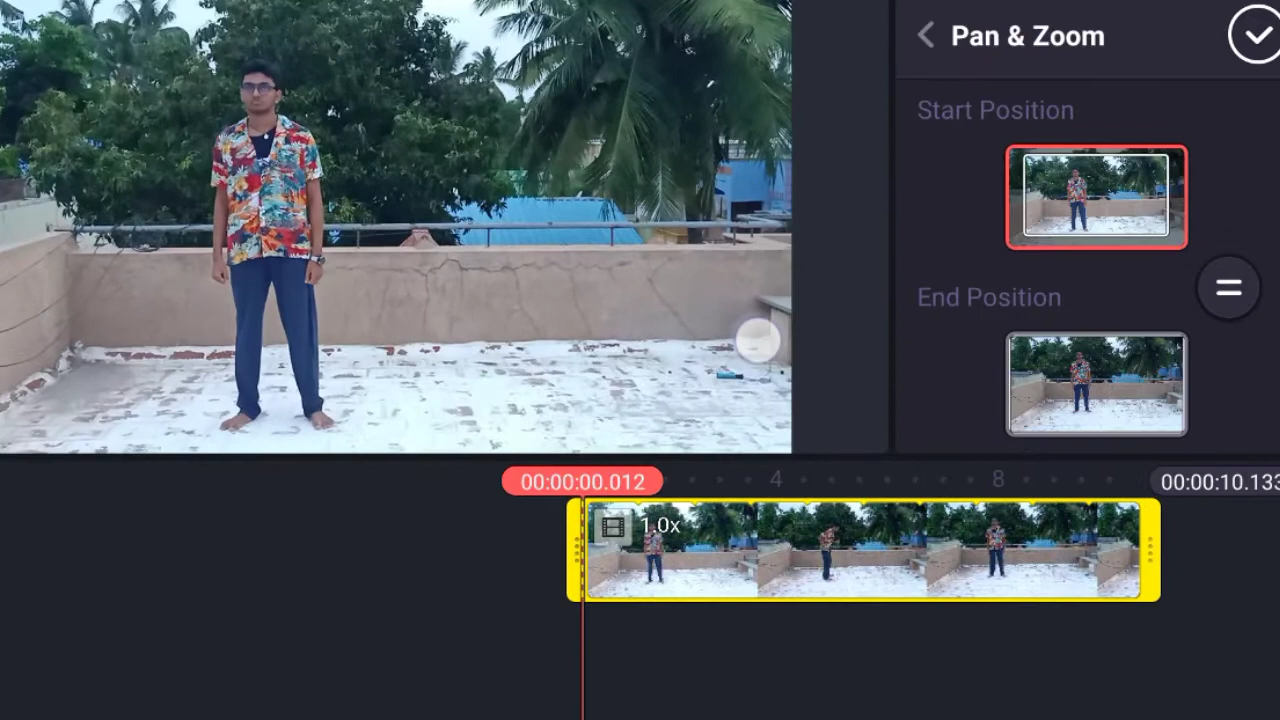 Pan & Zoom
Start Position
End Position
00:00:00.012
4
8
00:00:10.133
1.0x